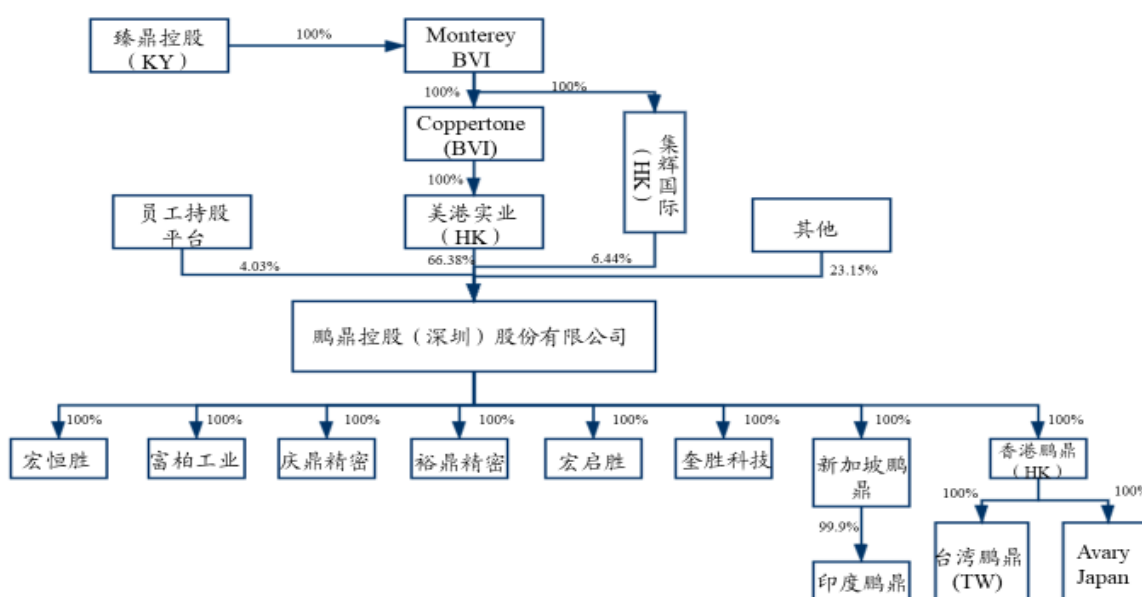 臻鼎控股
（KY）
100%
Monterey
BVI
100%
100%
Coppertone
(BVI)
集辉国际
（HK）
100%
员工持股
平台
美港实业
（HK）
其他
4.03%
66.38%
6.44%
23.15%
鹏鼎控股（深圳）股份有限公司
100%
100%
100%
100%
100%
100%
100%
100%
宏恒胜
富柏工业
庆鼎精密
裕鼎精密
宏启胜
奎胜科技
新加坡鹏
鼎
香港鹏鼎
(HK)
100%
100%
99.9%
印度鹏鼎
台湾鹏鼎
(TW)
Avary
Japan